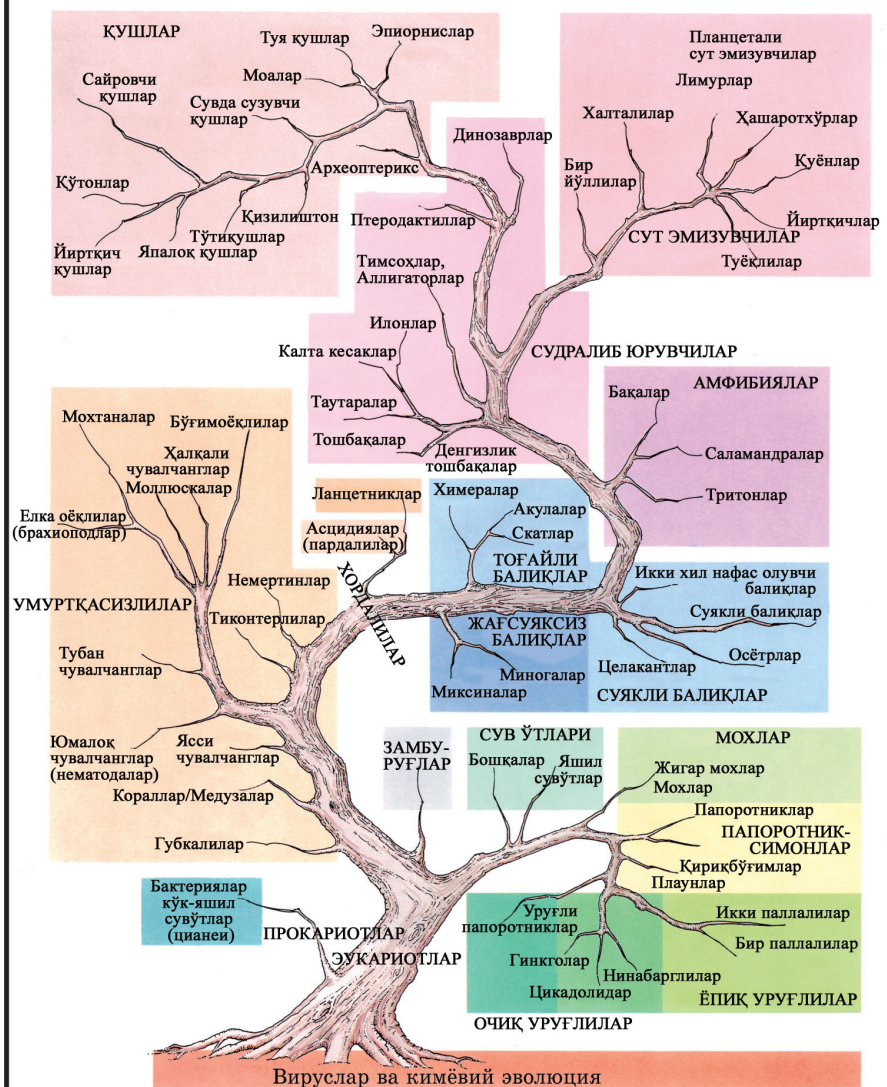 ҚУШЛАР
Туя қушлар
Эпиорнислар
Моалар
Сайровчи
қушлар
Сувда сузувчи
қушлар
Археоптерикс
Қўтонлар
Қизилиштон
Тўтиқушлар
Йиртқич
қушлар
Япалоқ қушлар
Планцетали
сут эмизувчилар
Лимурлар
Халталилар
Ҳашаротхўрлар
Бир
йўллилар
Қуёнлар
Йиртқичлар
СУТ ЭМИЗУВЧИЛАР
Туёқлилар
Динозаврлар
Птеродактиллар
Тимсоҳлар,
Аллигаторлар
Илонлар
Калта кесаклар
СУДРАЛИБ ЮРУВЧИЛАР
Таутаралар
Тошбақалар
Денгизлик
тошбақалар
АМФИБИЯЛАР
Бақалар
Саламандралар
Тритонлар
Мохтаналар
Бўғимоёқлилар
Ҳалқали
чувалчанглар
Моллюскалар
Елка оёқлилар
(брахиоподлар)
Ланцетниклар
Асцидиялар
(пардалилар)
ХОРДАЛИЛАР
Химералар
Акулалар
Скатлар
ТОҒАЙЛИ
БАЛИҚЛАР
Немертинлар
УМУРТҚАСИЗЛИЛАР
Тиконтерлилар
ЖАҒСУЯКСИЗ
БАЛИҚЛАР
Икки хил нафас олувчи
балиқлар
Суякли балиқлар
Осётрлар
Целакантлар
СУЯКЛИ БАЛИҚЛАР
Миногалар
Миксиналар
Тубан
чувалчанглар
Юмалоқ
чувалчанглар
(нематодалар)
Ясси
чувалчанглар
Кораллар/Медузалар
Губкалилар
ЗАМБУ-
РУҒЛАР
СУВ ЎТЛАРИ
Бошқалар
Яшил
сувўтлар
МОХЛАР
Жигар мохлар
Мохлар
Папоротниклар
ПАПОРОТНИК-
СИМОНЛАР
Қириқбўғимлар
Плаунлар
Бактериялар
кўк-яшил
сувўтлар
(цианеи)
ПРОКАРИОТЛАР
ЭУКАРИОТЛАР
Уруғли
папоротниклар
Икки паллалилар
Бир паллалилар
Гинкголар
Нинабарглилар
Цикадолидар
ЁПИҚ УРУҒЛИЛАР
ОЧИҚ УРУҒЛИЛАР
Вируслар ва кимёвий эволюция